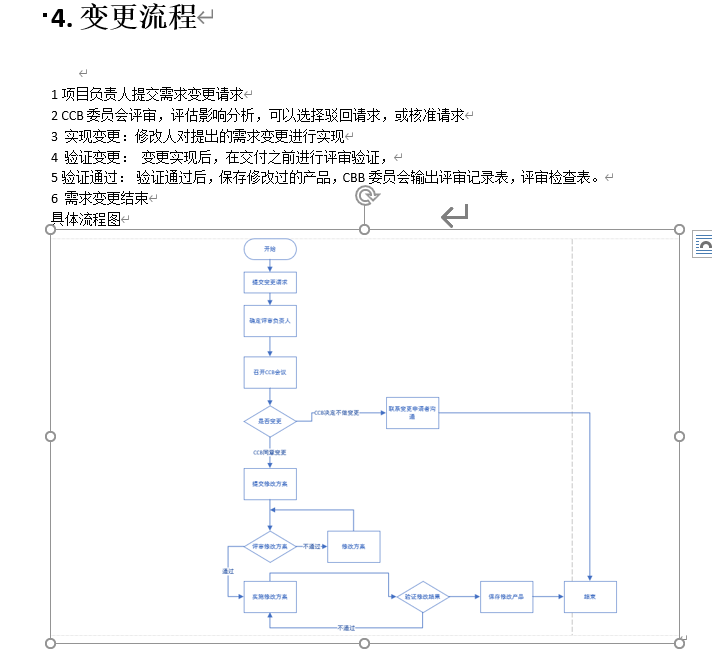 4. 变更流程
1 项目负责人提交需求变更请求
2 CCB 委员会评审，评估影响分析，可以选择驳回请求，或核准请求
3 实现变更：修改人对提出的需求变更进行实现
4 验证变更： 变更实现后，在交付之前进行评审验证，
5 验证通过： 验证通过后，保存修改过的产品，CBB 委员会输出评审记录表，评审检查表。
6 需求变更结束
具体流程图
开始
提交变更请求
确定评审负责人
召开CCB会议
是否变更
CCB决定不做变更
联系变更申请者沟
通
CCB同意变更
提交修改方案
评审修改方案
不通过
修改方案
通过
实施修改方案
验证修改结果
保存修改产品
结束
不通过